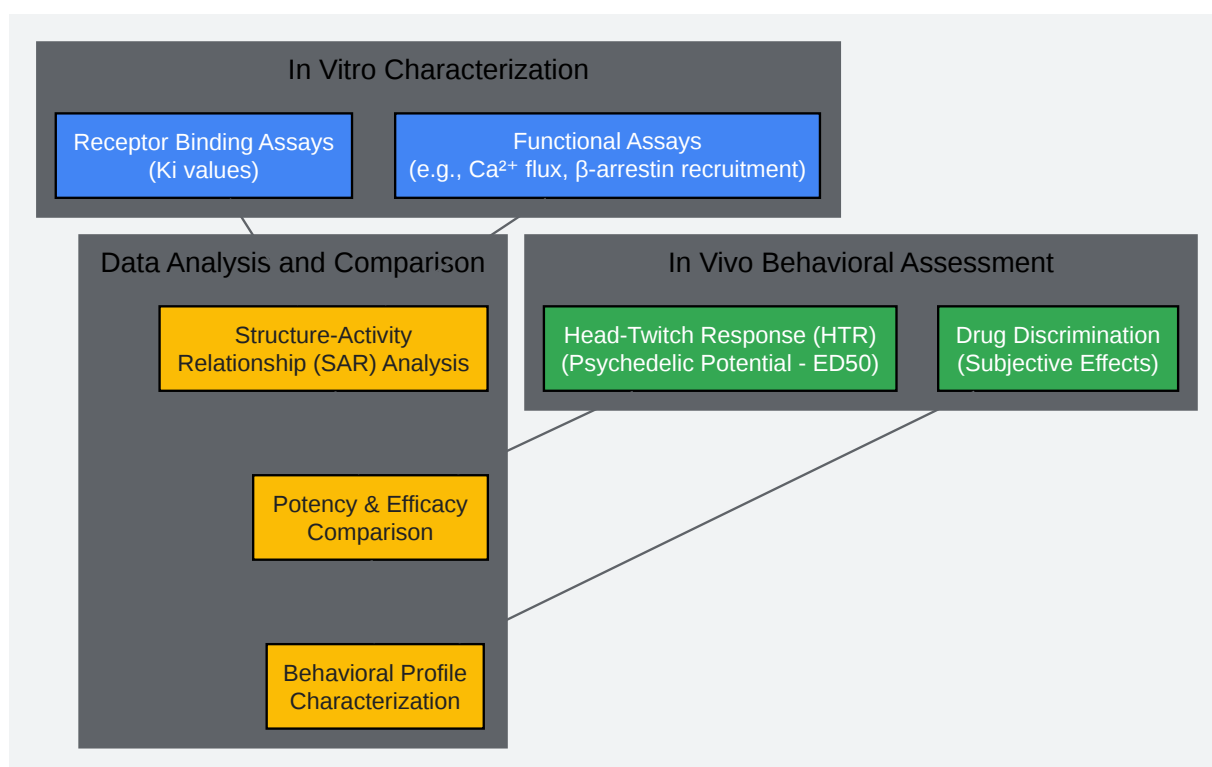 In Vitro Characterization
Receptor Binding Assays
(Ki values)
Functional Assays
(e.g., Ca²⁺ flux, β-arrestin recruitment)
Data Analysis and Comparison
Structure-Activity
Relationship (SAR) Analysis
Potency & Efficacy
Comparison
Behavioral Profile
Characterization
In Vivo Behavioral Assessment
Head-Twitch Response (HTR)
(Psychedelic Potential - ED50)
Drug Discrimination
(Subjective Effects)